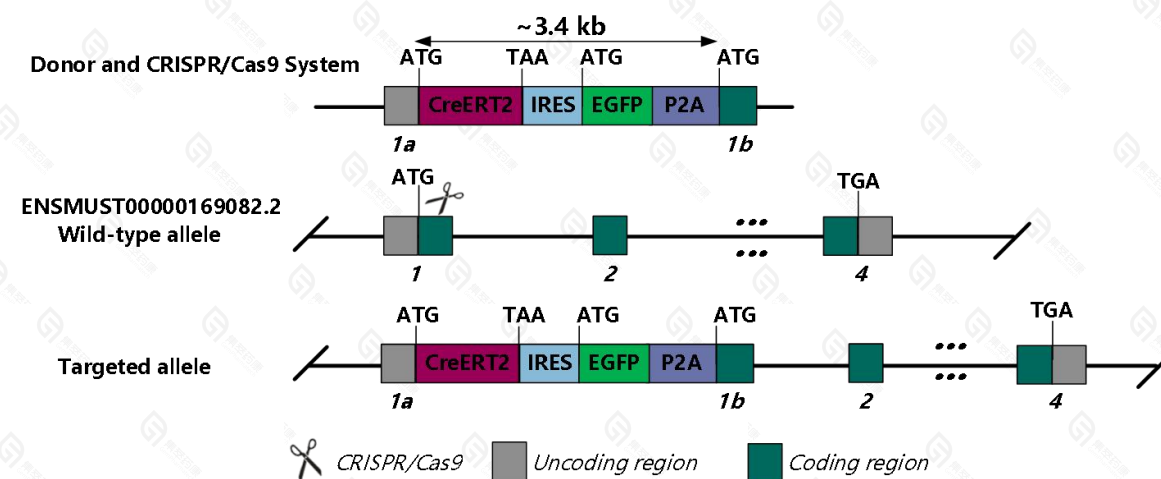 ~3.4 kb
ATG TAA ATG ATG
Donor and CRISPR/Cas9 System
CreERT2 IRES EGFP P2A
1a 1b
ATG TGA
ENSMUST00000169082.2
Wild-type allele
... ...
1 2 4
ATG TAA ATG ATG TGA
Targeted allele
CreERT2 IRES EGFP P2A
... ...
1a 1b 2 4
CRISPR/Cas9 Uncoding region Coding region